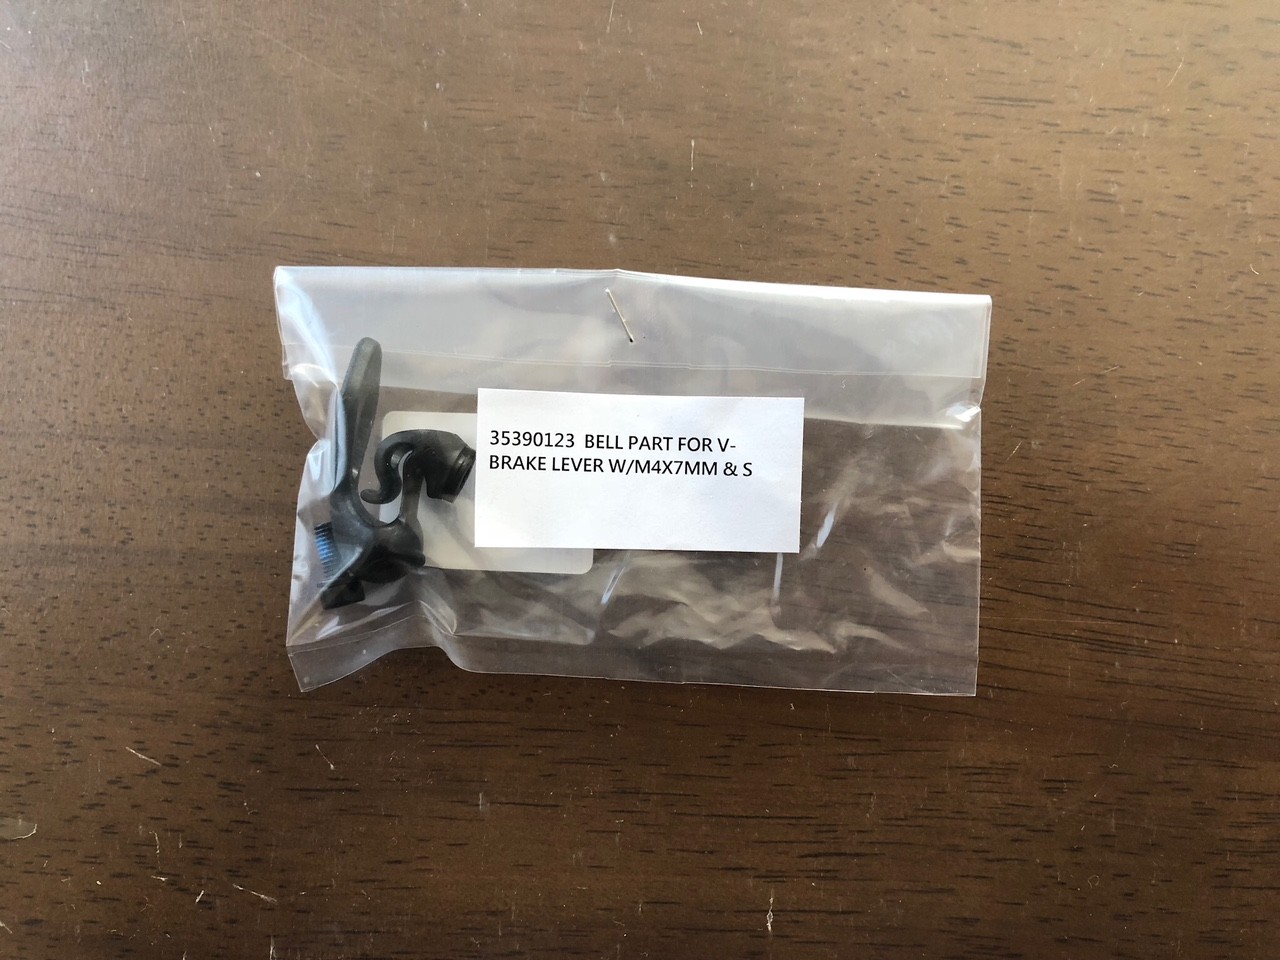 35390123 BELL PART FOR V-
BRAKE LEVER W/M4X7MM & S